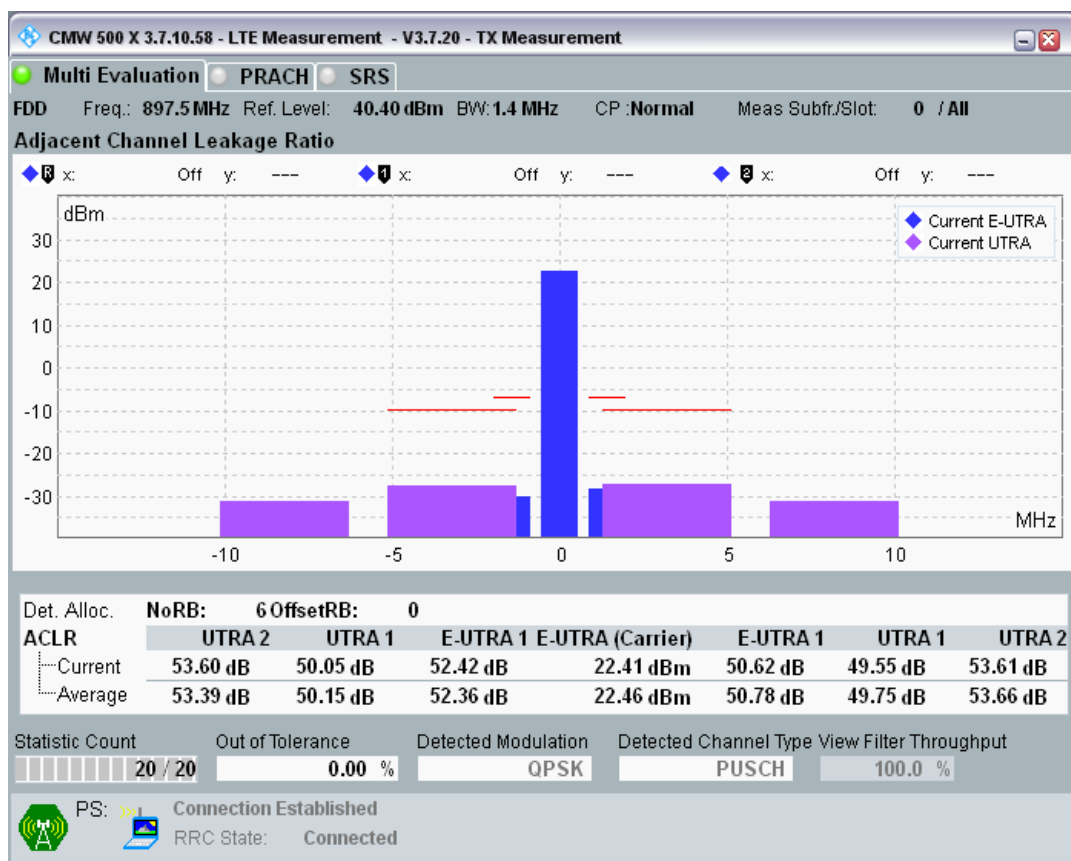 CMW 500 X 3.7.10.58 - LTE Measurement - V3.7.20 - TX Measurement
Multi Evaluation PRACH SRS
FDD Freq.: 897.5 MHz Ref. Level: 40.40 dBm BW: 1.4 MHz CP :Normal Meas Subfr./Slot: 0 / All
Adjacent Channel Leakage Ratio
R x: Off y: --- 1 x: Off y: --- 2 x: Off y: ---
dBm
Current E-UTRA
Current UTRA
30
20
10
0
-10
-20
-30
MHz
-10 -5 0 5 10
Det. Alloc. NoRB: 6 OffsetRB: 0
ACLR UTRA 2 UTRA 1 E-UTRA 1 E-UTRA (Carrier) E-UTRA 1 UTRA 1 UTRA 2
Current 53.60 dB 50.05 dB 52.42 dB 22.41 dBm 50.62 dB 49.55 dB 53.61 dB
Average 53.39 dB 50.15 dB 52.36 dB 22.46 dBm 50.78 dB 49.75 dB 53.66 dB
Statistic Count Out of Tolerance Detected Modulation Detected Channel Type View Filter Throughput
20 / 20 0.00 % QPSK PUSCH 100.0 %
PS: Connection Established
RRC State: Connected